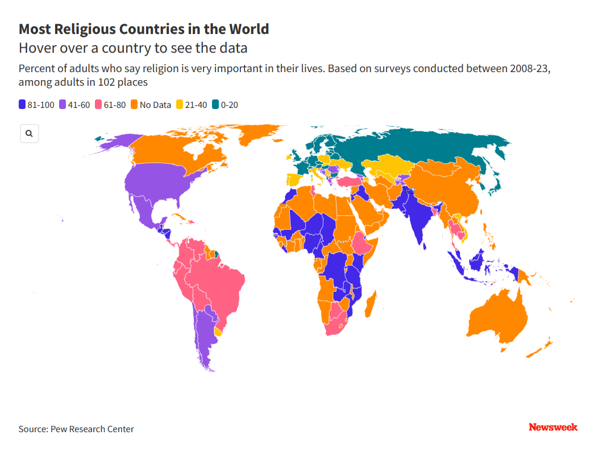 Most Religious Countries in the World
Hover over a country to see the data
Percent of adults who say religion is very important in their lives. Based on surveys conducted between 2008-23,
among adults in 102 places
81-100 41-60 61-80 No Data 21-40 0-20
Source: Pew Research Center
Newsweek